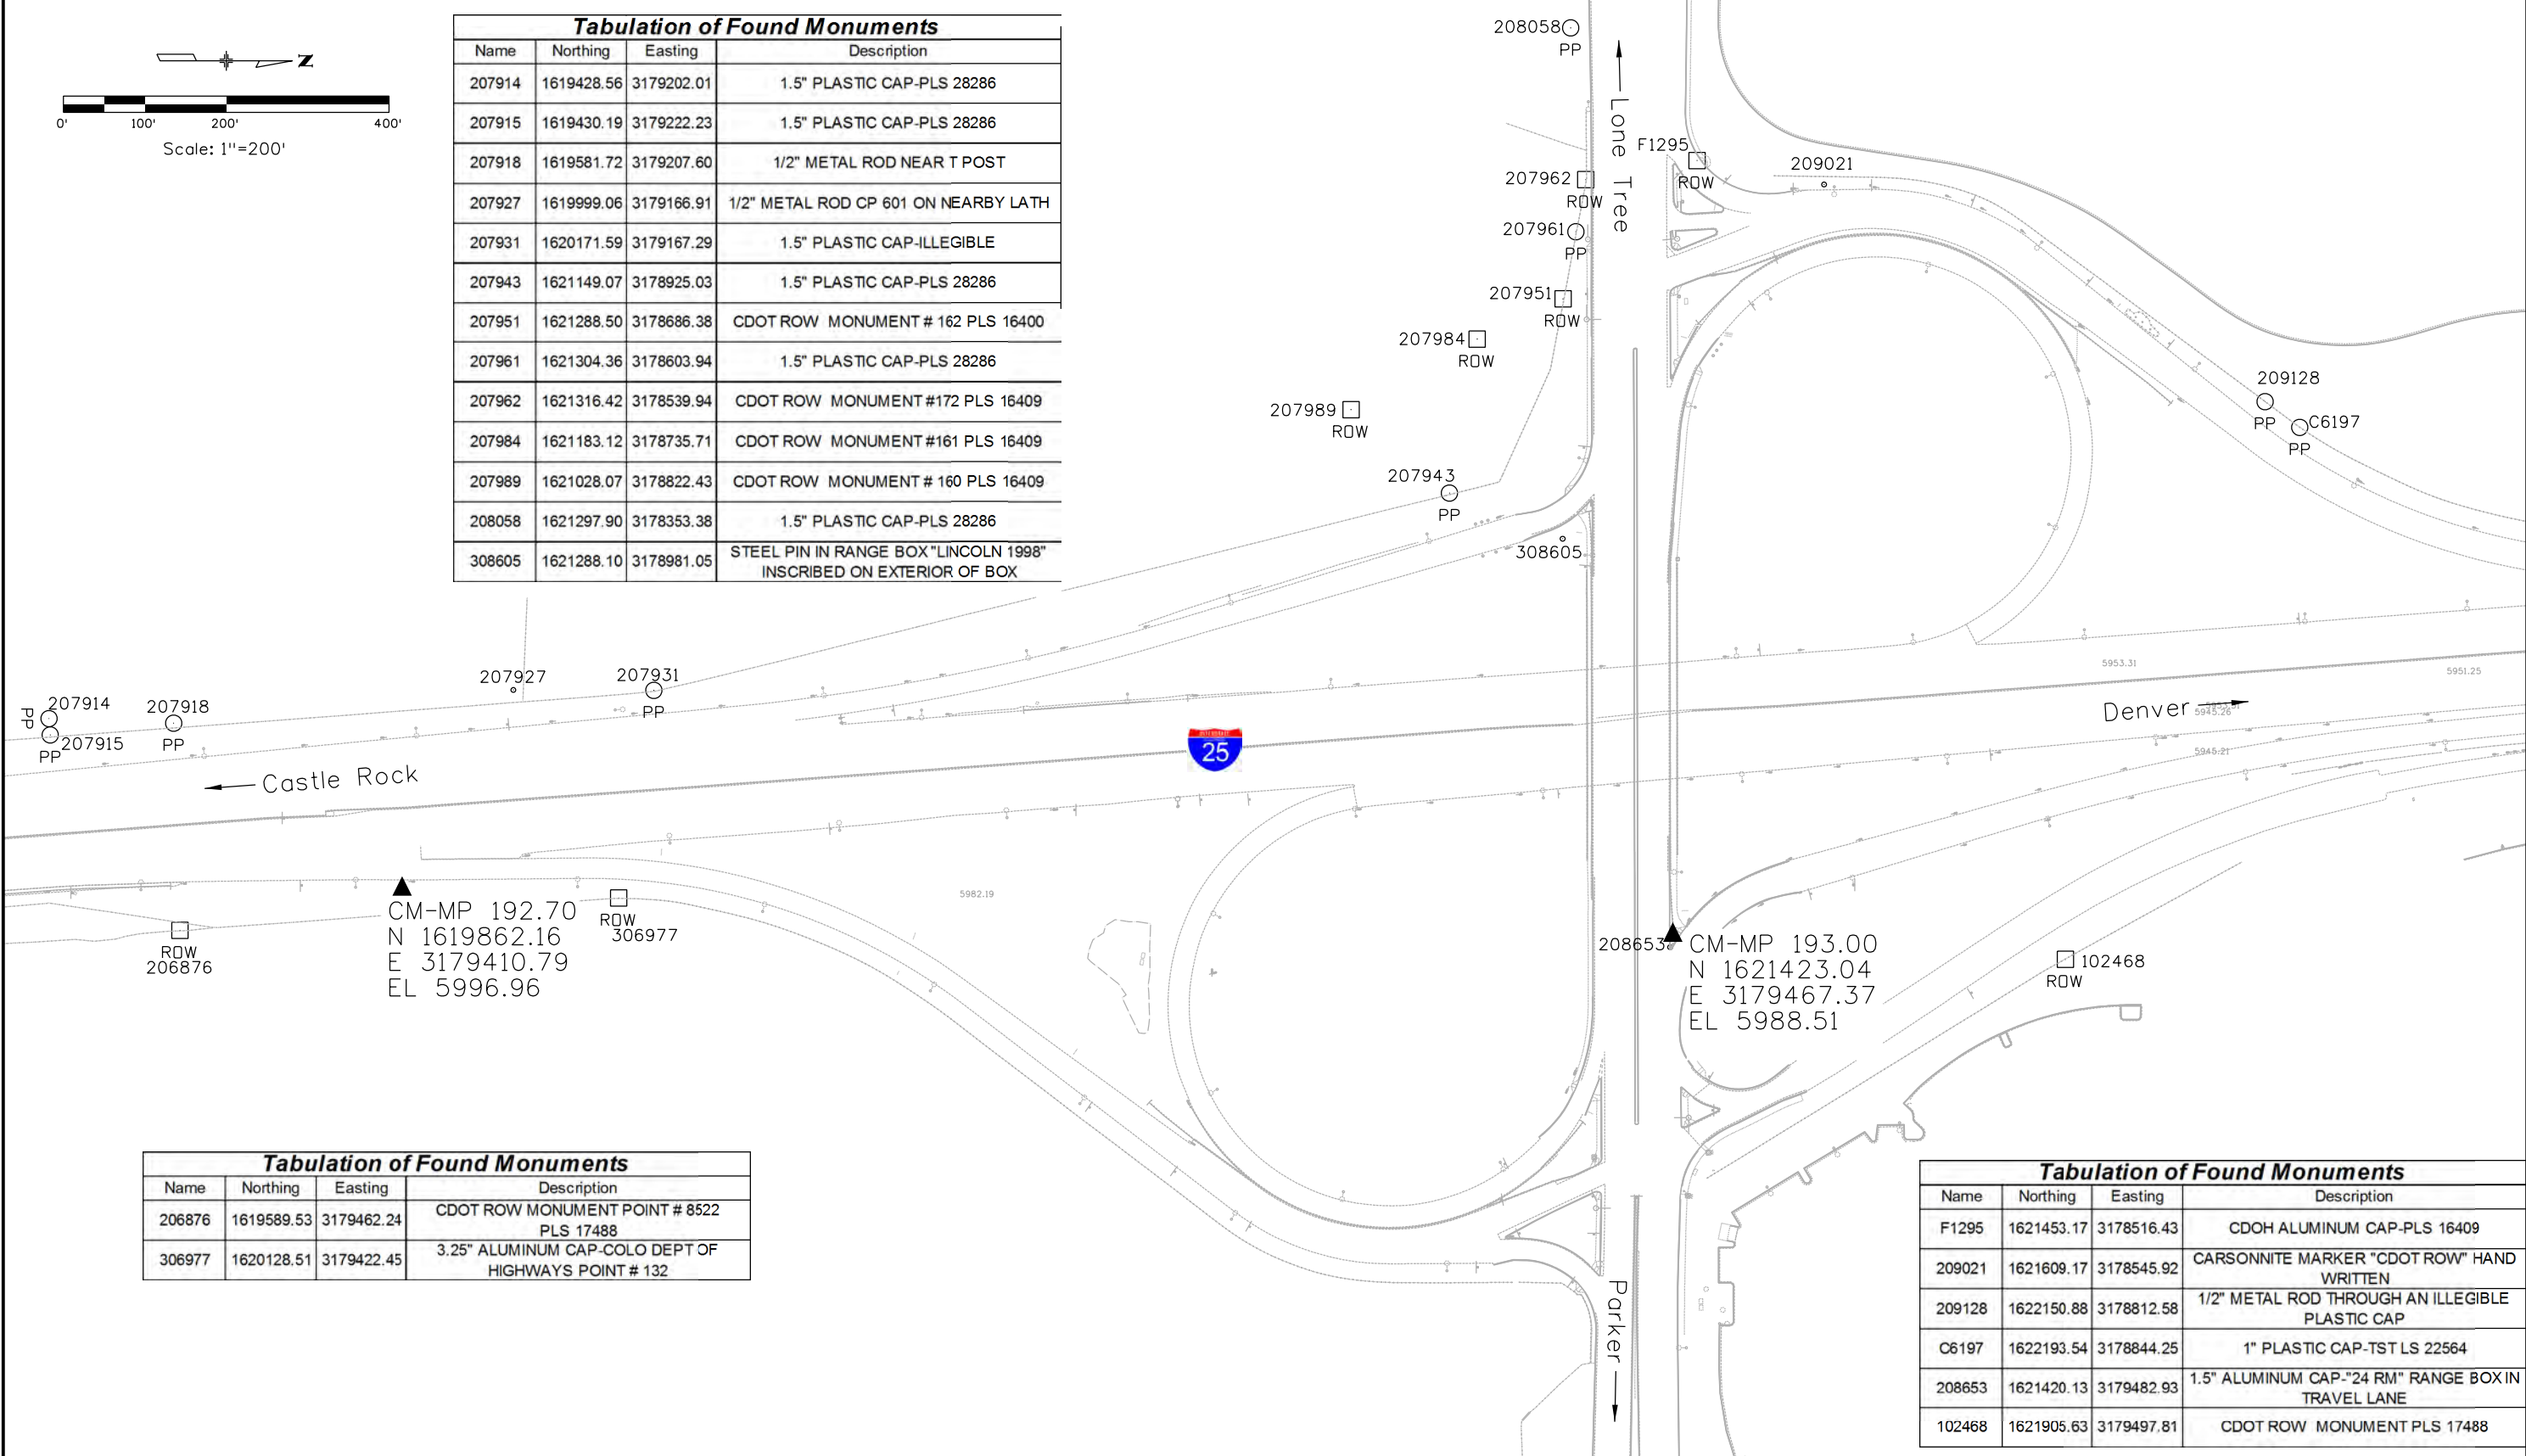 Tabulation of Found Monuments
Name Northing Easting Description
207914 1619428.56 3179202.01 1.5" PLASTIC CAP-PLS 28286
207915 1619430.19 3179222.23 1.5" PLASTIC CAP-PLS 28286
207918 1619581.72 3179207.60 1/2" METAL ROD NEAR T POST
207927 1619999.06 3179166.91 1/2" METAL ROD CP 601 ON NEARBY LATH
207931 1620171.59 3179167.29 1.5" PLASTIC CAP-ILLEGIBLE
207943 1621149.07 3178925.03 1.5" PLASTIC CAP-PLS 28286
207951 1621288.50 3178686.38 CDOT ROW MONUMENT # 162 PLS 16400
207961 1621304.36 3178603.94 1.5" PLASTIC CAP-PLS 28286
207962 1621316.42 3178539.94 CDOT ROW MONUMENT #172 PLS 16409
207984 1621183.12 3178735.71 CDOT ROW MONUMENT #161 PLS 16409
207989 1621028.07 3178822.43 CDOT ROW MONUMENT # 160 PLS 16409
208058 1621297.90 3178353.38 1.5" PLASTIC CAP-PLS 28286
308605 1621288.10 3178981.05 STEEL PIN IN RANGE BOX "LINCOLN 1998"
INSCRIBED ON EXTERIOR OF BOX
N
0' 100' 200' 400'
Scale: 1"=200'
208058
PP
Lone Tree
F1295
ROW
209021
207962
ROW
207961
PP
207951
ROW
207984
ROW
207989
ROW
209128
PP
C6197
PP
207943
PP
308605
207927
207931
PP
207914
PP
207915
PP
207918
PP
5953.31
5951.25
Denver
5945.26
5945.21
25
Castle Rock
5982.19
CM-MP 192.70
N 1619862.16
E 3179410.79
EL 5996.96
ROW
306977
ROW
206876
208653
CM-MP 193.00
N 1621423.04
E 3179467.37
EL 5988.51
102468
ROW
Parker
Tabulation of Found Monuments
Name Northing Easting Description
206876 1619589.53 3179462.24 CDOT ROW MONUMENT POINT # 8522
PLS 17488
306977 1620128.51 3179422.45 3.25" ALUMINUM CAP-COLO DEPT OF
HIGHWAYS POINT # 132
Tabulation of Found Monuments
Name Northing Easting Description
F1295 1621453.17 3178516.43 CDOH ALUMINUM CAP-PLS 16409
209021 1621609.17 3178545.92 CARSONNITE MARKER "CDOT ROW" HAND
WRITTEN
209128 1622150.88 3178812.58 1/2" METAL ROD THROUGH AN ILLEGIBLE
PLASTIC CAP
C6197 1622193.54 3178844.25 1" PLASTIC CAP-TST LS 22564
208653 1621420.13 3179482.93 1.5" ALUMINUM CAP-"24 RM" RANGE BOX IN
TRAVEL LANE
102468 1621905.63 3179497.81 CDOT ROW MONUMENT PLS 17488